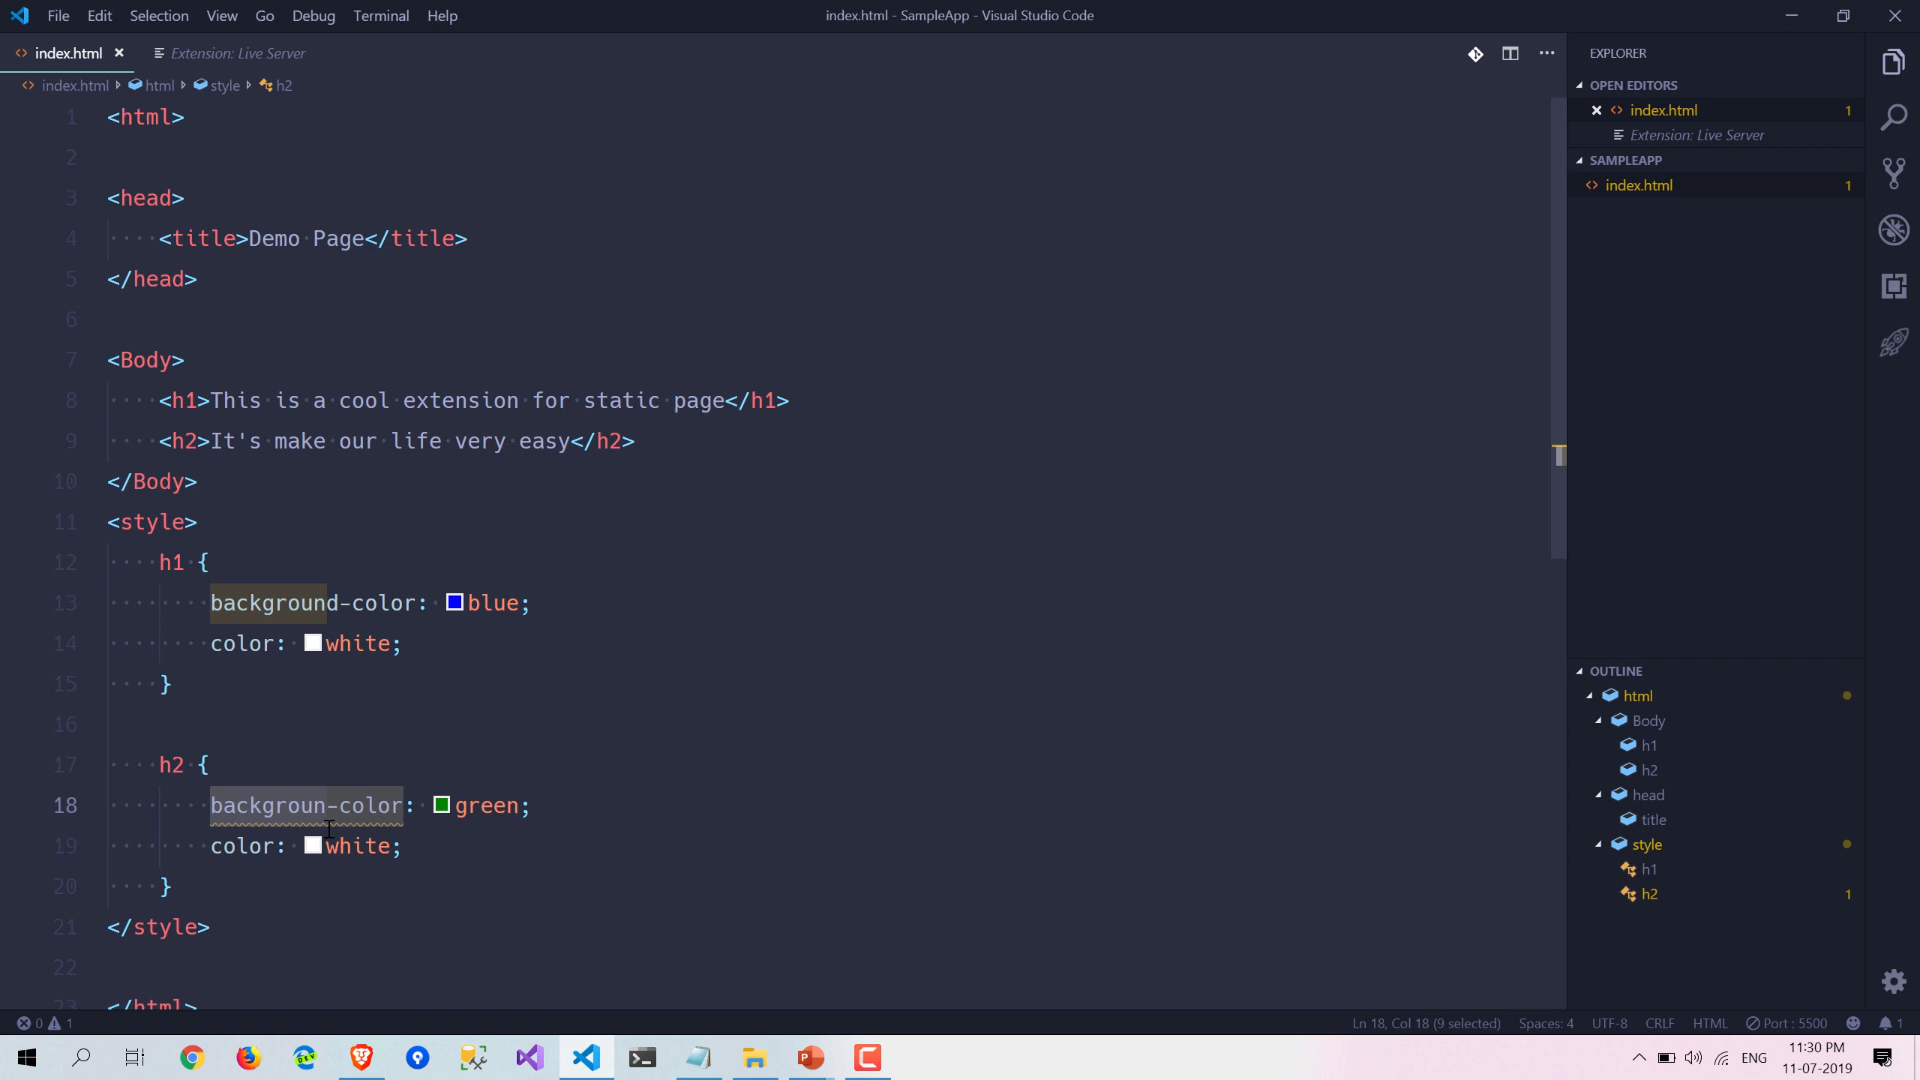 File Edit Selection View Go Debug Terminal Help
index.html - SampleApp - Visual Studio Code
index.html
Extension: Live Server
index.html html style h2
1 <html>
2
3 <head>
4 ····<title>Demo·Page</title>
5 </head>
6
7 <Body>
8 ····<h1>This·is·a·cool·extension·for·static·page</h1>
9 ····<h2>It's·make·our·life·very·easy</h2>
10 </Body>
11 <style>
12 ····h1·{
13 ········background-color:·blue;
14 ········color:·white;
15 ····}
16
17 ····h2·{
18 ········backgroun-color:·green;
19 ········color:·white;
20 ····}
21 </style>
22
23 </html>
EXPLORER
OPEN EDITORS
index.html 1
Extension: Live Server
SAMPLEAPP
index.html 1
OUTLINE
html
Body
h1
h2
head
title
style
h1
h2 1
0 1
Ln 18, Col 18 (9 selected) Spaces: 4 UTF-8 CRLF HTML Port : 5500 1
DEV
ENG
11:30 PM
11-07-2019